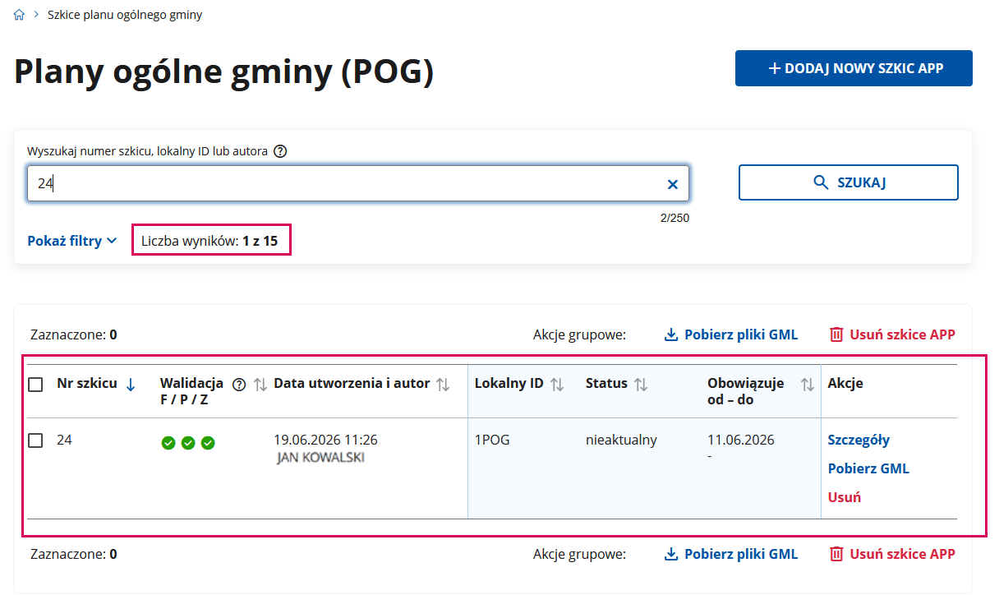 Szkice planu ogólnego gminy
Plany ogólne gminy (POG)
+ DODAJ NOWY SZKIC APP
Wyszukaj numer szkicu, lokalny ID lub autora ?
24
SZUKAJ
2/250
Pokaż filtry Liczba wyników: 1 z 15
Zaznaczone: 0 Akcje grupowe: Pobierz pliki GML Usuń szkice APP
Nr szkicu Walidacja ? Data utworzenia i autor Lokalny ID Status Obowiązuje Akcje
F / P / Z od – do
24 19.06.2026 11:26 1POG nieaktualny 11.06.2026 Szczegóły
JAN KOWALSKI -
Pobierz GML
Usuń
Zaznaczone: 0 Akcje grupowe: Pobierz pliki GML Usuń szkice APP